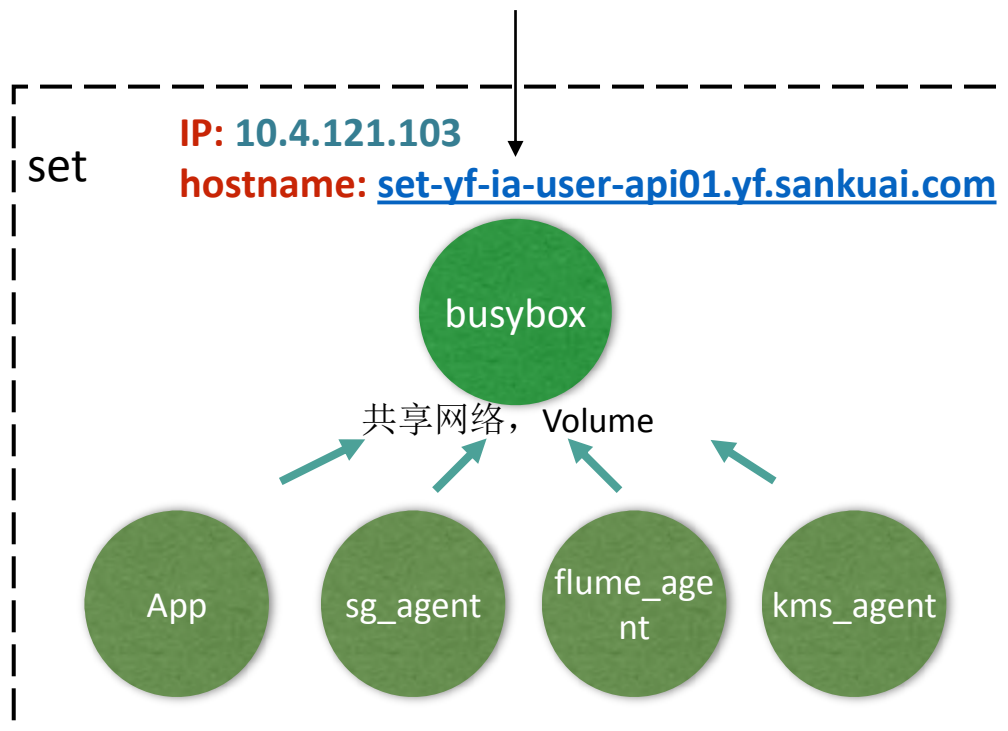 IP: 10.4.121.103
set
hostname: set-yf-ia-user-api01.yf.sankuai.com
busybox
共享网络，Volume
App
sg_agent
flume_age
nt
kms_agent